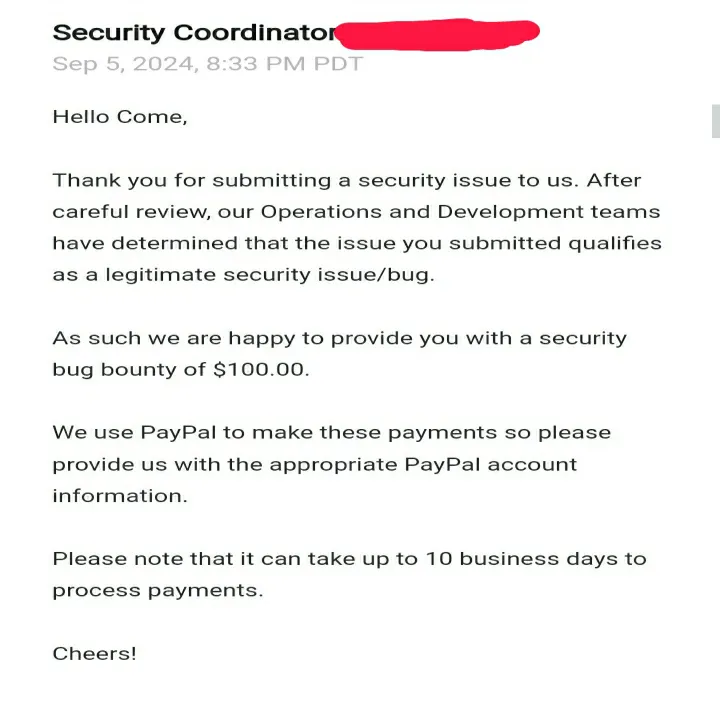 Security Coordinator
Sep 5, 2024, 8:33 PM PDT
Hello Come,
Thank you for submitting a security issue to us. After
careful review, our Operations and Development teams
have determined that the issue you submitted qualifies
as a legitimate security issue/bug.
As such we are happy to provide you with a security
bug bounty of $100.00.
We use PayPal to make these payments so please
provide us with the appropriate PayPal account
information.
Please note that it can take up to 10 business days to
process payments.
Cheers!